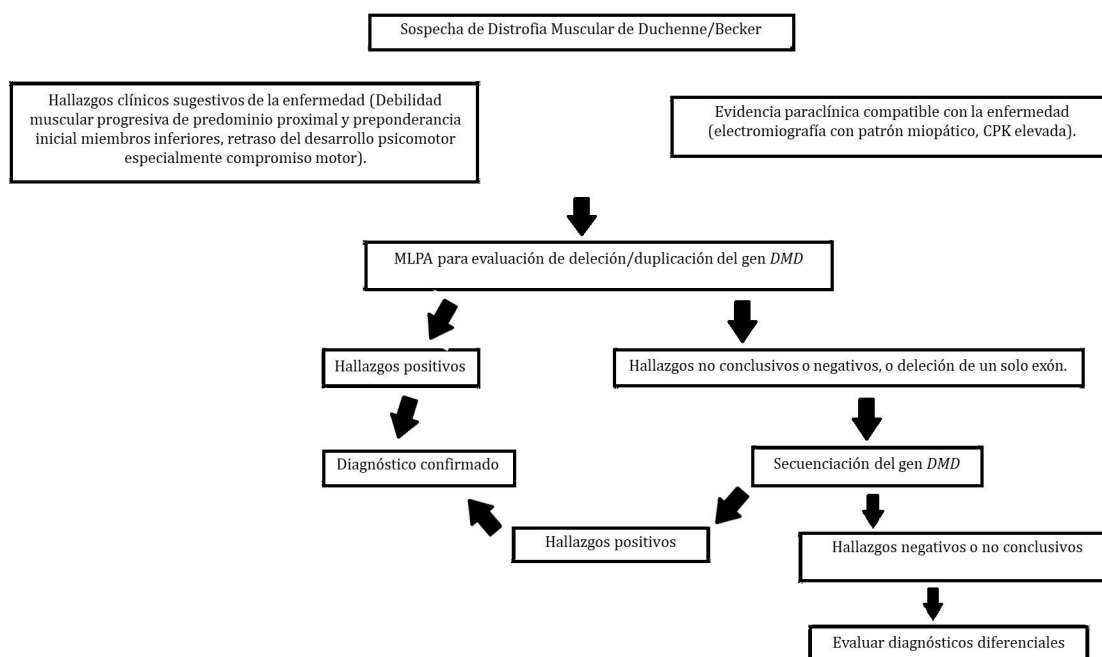 Sospecha de Distrofia Muscular de Duchenne/Becker
Hallazgos clínicos sugestivos de la enfermedad (Debilidad
muscular progresiva de predominio proximal y preponderancia
inicial miembros inferiores, retraso del desarrollo psicomotor
especialmente compromiso motor).
Evidencia paraclínica compatible con la enfermedad
(electromiografía con patrón miopático, CPK elevada).
MLPA para evaluación de deleción/duplicación del gen DMD
Hallazgos positivos
Hallazgos no conclusivos o negativos, o deleción de un solo exón.
Diagnóstico confirmado
Secuenciación del gen DMD
Hallazgos positivos
Hallazgos negativos o no conclusivos
Evaluar diagnósticos diferenciales